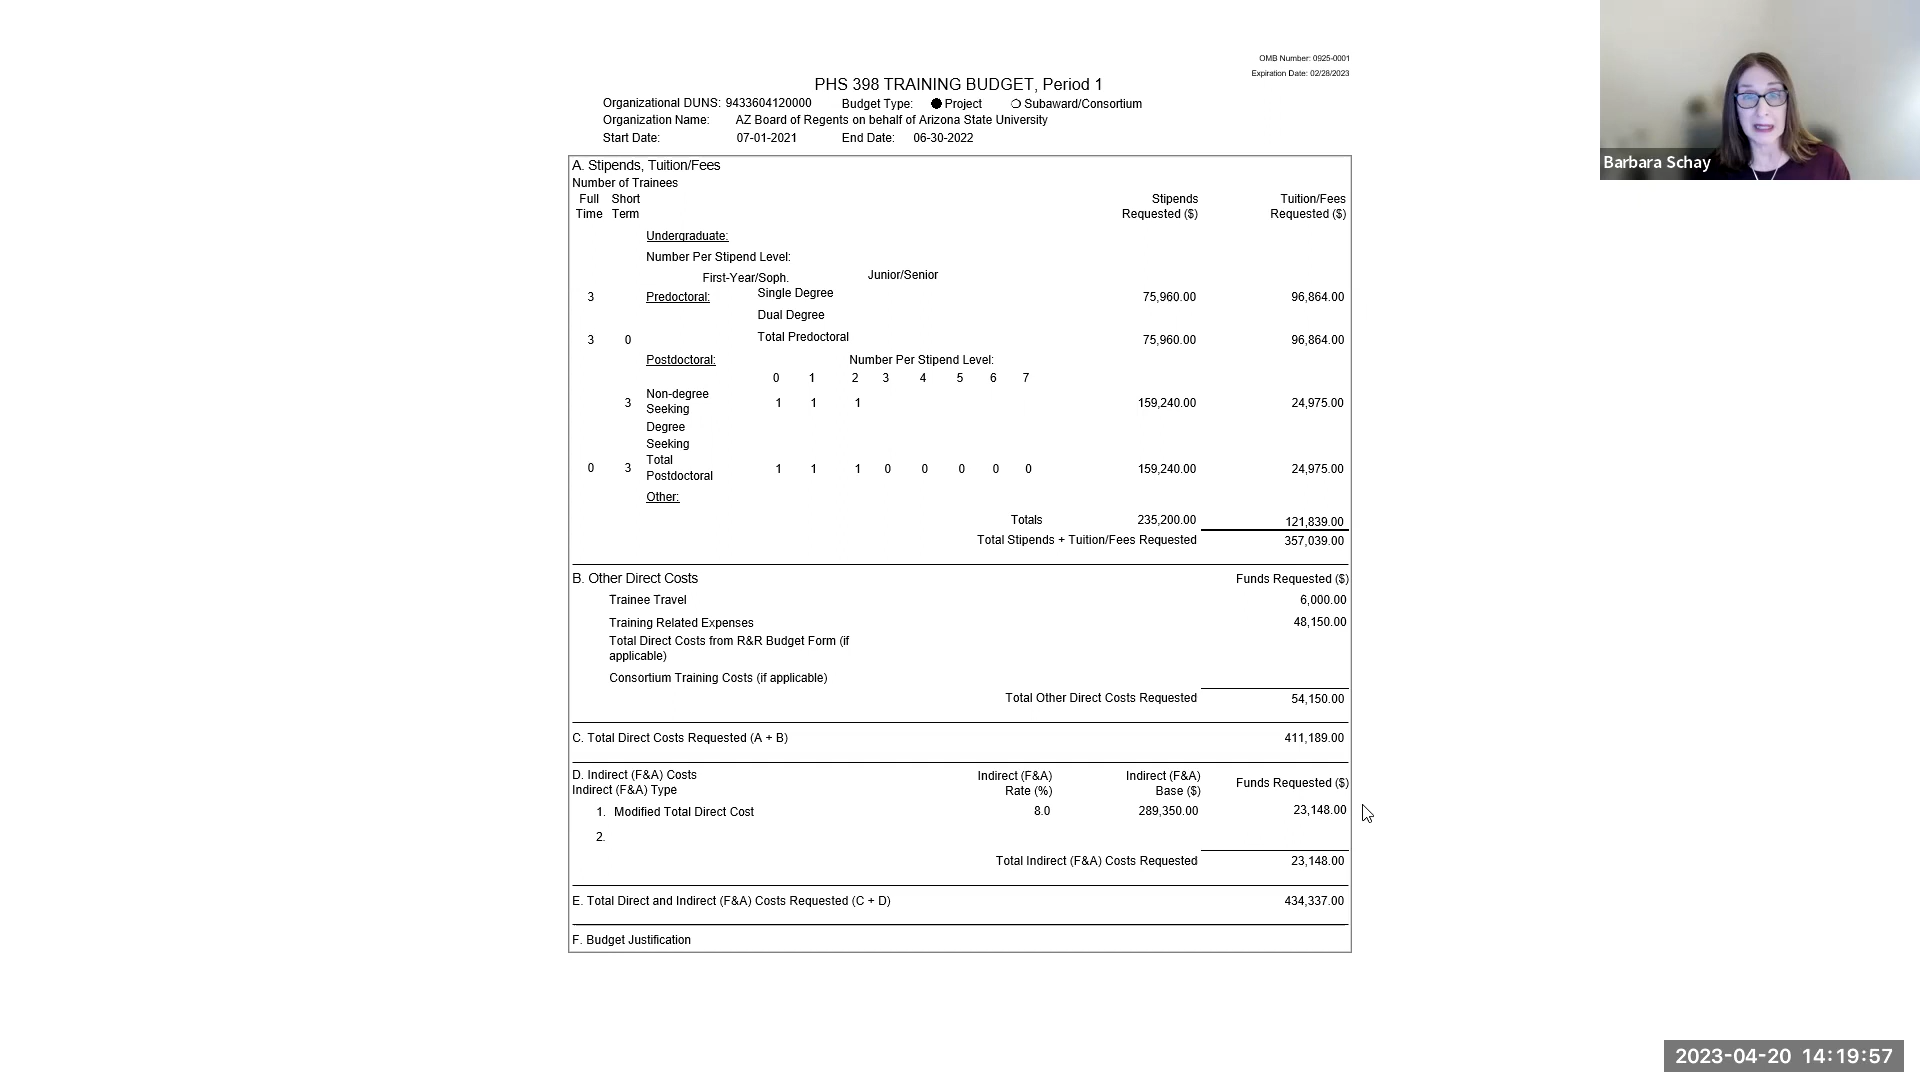 OMB Number: 0925-0001
Expiration Date: 02/28/2023
PHS 398 TRAINING BUDGET, Period 1
Organizational DUNS: 9433604120000 Budget Type: Project Subaward/Consortium
Organization Name: AZ Board of Regents on behalf of Arizona State University
Start Date: 07-01-2021 End Date: 06-30-2022
A. Stipends, Tuition/Fees
Number of Trainees
Full Short Stipends Tuition/Fees
Time Term Requested ($) Requested ($)
Undergraduate:
Number Per Stipend Level:
First-Year/Soph. Junior/Senior
3 Predoctoral: Single Degree 75,960.00 96,864.00
Dual Degree
3 0 Total Predoctoral 75,960.00 96,864.00
Postdoctoral: Number Per Stipend Level:
0 1 2 3 4 5 6 7
Non-degree
3 Seeking 1 1 1 159,240.00 24,975.00
Degree
Seeking
0 3 Total 1 1 1 0 0 0 0 0 159,240.00 24,975.00
Postdoctoral
Other:
Totals 235,200.00 121,839.00
Total Stipends + Tuition/Fees Requested 357,039.00
B. Other Direct Costs Funds Requested ($)
Trainee Travel 6,000.00
Training Related Expenses 48,150.00
Total Direct Costs from R&R Budget Form (if
applicable)
Consortium Training Costs (if applicable)
Total Other Direct Costs Requested 54,150.00
C. Total Direct Costs Requested (A + B) 411,189.00
D. Indirect (F&A) Costs Indirect (F&A) Indirect (F&A) Funds Requested ($)
Indirect (F&A) Type Rate (%) Base ($)
1. Modified Total Direct Cost 8.0 289,350.00 23,148.00
2.
Total Indirect (F&A) Costs Requested 23,148.00
E. Total Direct and Indirect (F&A) Costs Requested (C + D) 434,337.00
F. Budget Justification
Barbara Schay
2023-04-20 14:19:57